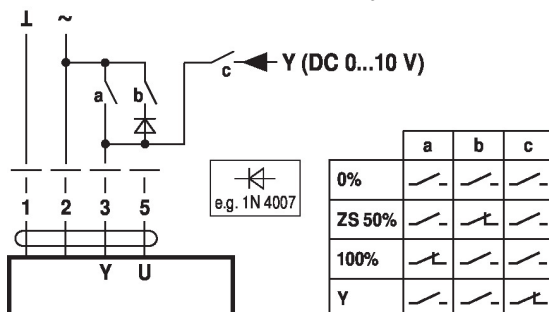 ⊥ ~
a b c Y (DC 0...10 V)
1 2 3 5
Y U
e.g. 1N 4007
a b c
0%
ZS 50%
100%
Y